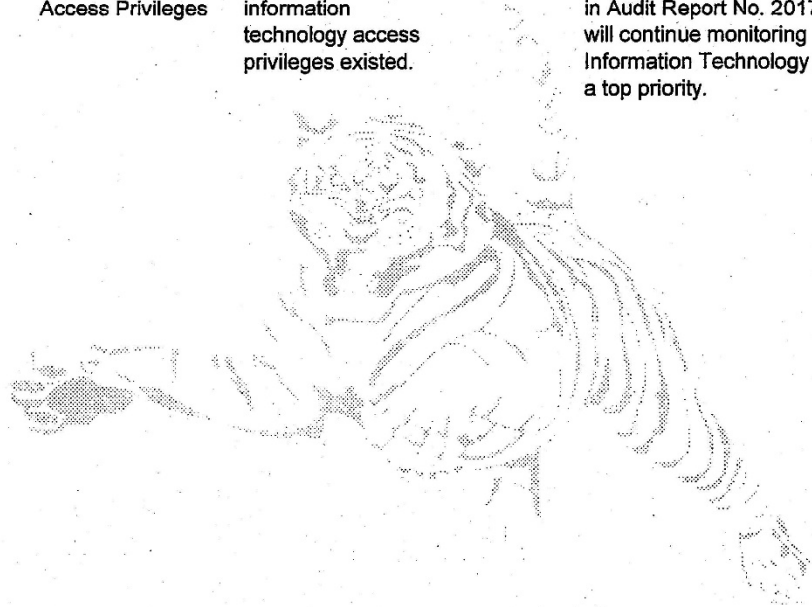 Access Privileges
information
technology access
privileges existed.
in Audit Report No. 2017
will continue monitoring
Information Technology
a top priority.